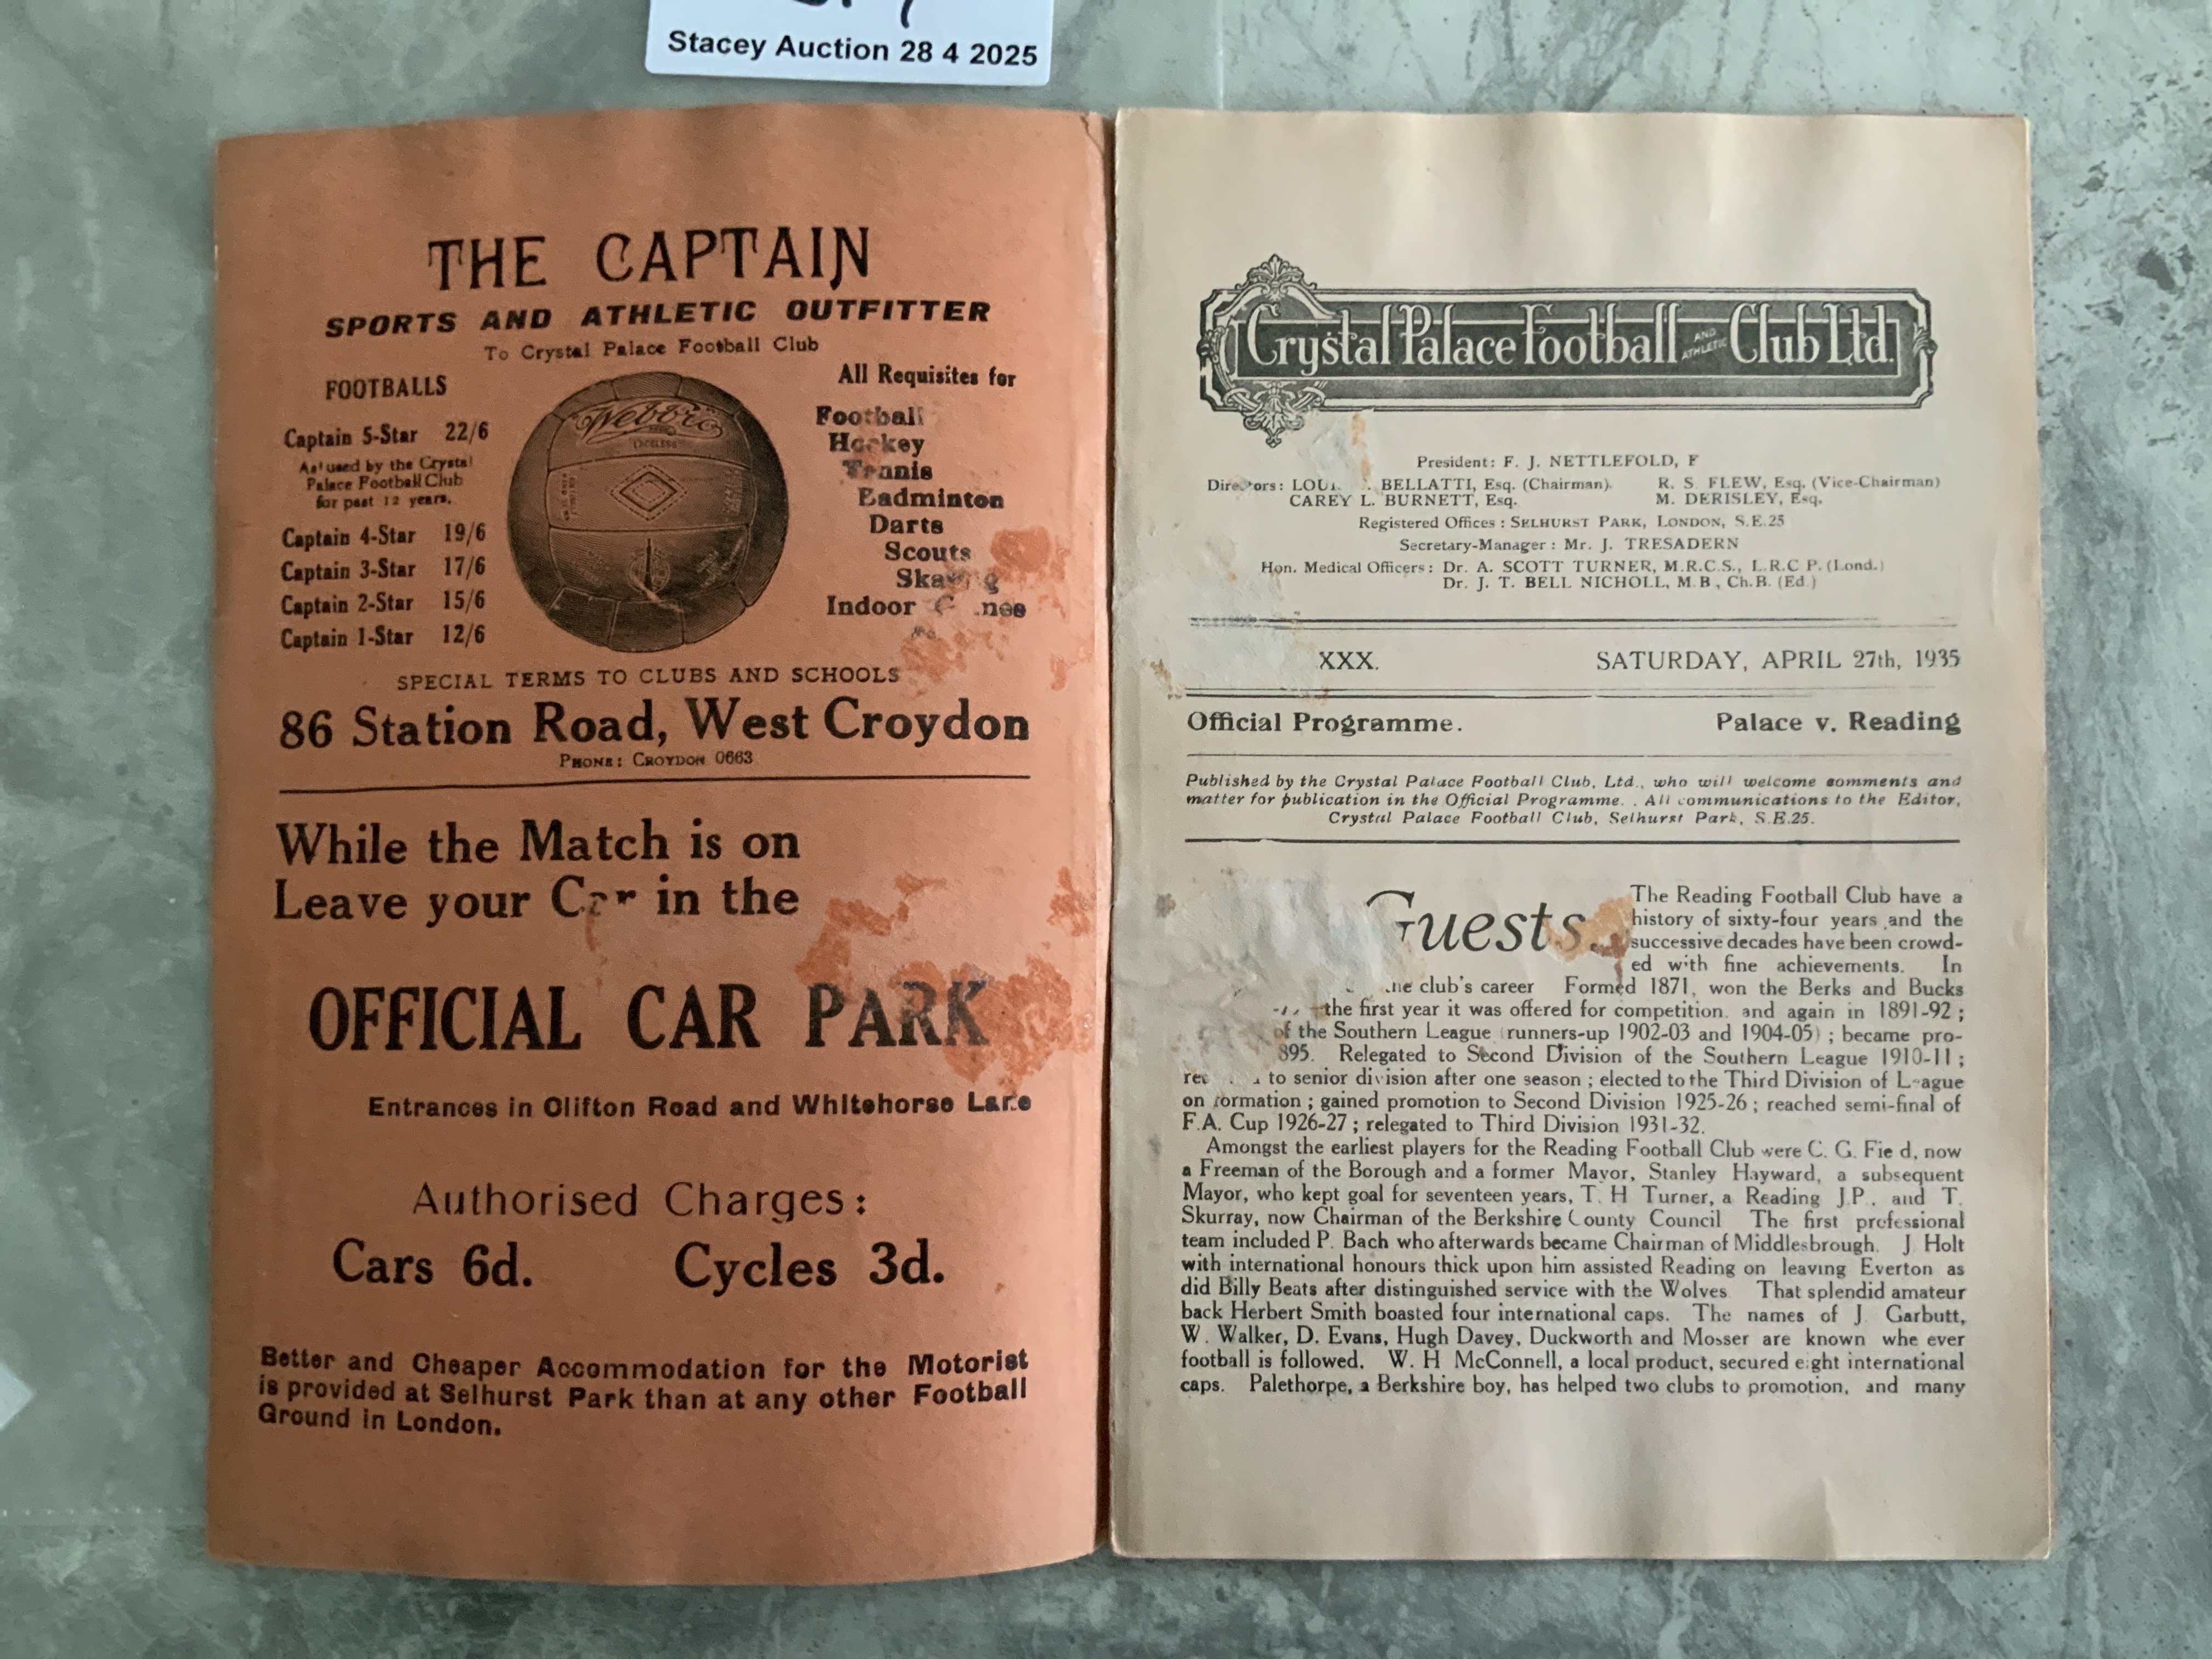 Stacey Auction 28 4 2025
THE CAPTAIN
SPORTS AND ATHLETIC OUTFITTER
To Crystal Palace Football Club
FOOTBALLS
Captain 5-Star 22/6
As used by the Crystal
Palace Football Club
for past 12 years.
Captain 4-Star 19/6
Captain 3-Star 17/6
Captain 2-Star 15/6
Captain 1-Star 12/6
Webber
LACELESS
All Requisites for
Football
Hockey
Tennis
Badminton
Darts
Scouts
Indoor
SPECIAL TERMS TO CLUBS AND SCHOOLS
86 Station Road, West Croydon
PHONE: CROYDON 0663
While the Match is on
Leave your Car in the
OFFICIAL CAR PARK
Entrances in Clifton Road and Whitehorse Lane
Authorised Charges:
Cars 6d. Cycles 3d.
Better and Cheaper Accommodation for the Motorist
is provided at Selhurst Park than at any other Football
Ground in London.
Crystal Palace Football AND ATHLETIC Club Ltd.
President: F. J. NETTLEFOLD, F
Directors: BELLATTI, Esq. (Chairman). R. S. FLEW, Esq. (Vice-Chairman)
CAREY L. BURNETT, Esq. M. DERISLEY, Esq.
Registered Offices: SELHURST PARK, LONDON, S.E.25
Secretary-Manager: Mr. J. TRESADERN
Hon. Medical Officers: Dr. A. SCOTT TURNER, M.R.C.S., L.R.C P. (Lond.)
Dr. J. T. BELL NICHOLL, M.B., Ch.B. (Ed.)
XXX. SATURDAY, APRIL 27th, 1935
Official Programme. Palace v. Reading
Published by the Crystal Palace Football Club, Ltd., who will welcome comments and
matter for publication in the Official Programme. . All communications to the Editor,
Crystal Palace Football Club, Selhurst Park, S.E.25.
Guests. The Reading Football Club have a
history of sixty-four years and the
successive decades have been crowd-
ed with fine achievements. In
the club's career Formed 1871, won the Berks and Bucks
the first year it was offered for competition. and again in 1891-92;
of the Southern League (runners-up 1902-03 and 1904-05); became pro-
895. Relegated to Second Division of the Southern League 1910-11;
to senior division after one season; elected to the Third Division of League
on formation; gained promotion to Second Division 1925-26; reached semi-final of
F.A. Cup 1926-27; relegated to Third Division 1931-32.
Amongst the earliest players for the Reading Football Club were C. G. Fie d, now
a Freeman of the Borough and a former Mayor, Stanley Hayward, a subsequent
Mayor, who kept goal for seventeen years, T. H Turner, a Reading J.P., and T.
Skurray, now Chairman of the Berkshire County Council The first professional
team included P. Bach who afterwards became Chairman of Middlesbrough. J. Holt
with international honours thick upon him assisted Reading on leaving Everton as
did Billy Beats after distinguished service with the Wolves That splendid amateur
back Herbert Smith boasted four international caps. The names of J Garbutt,
W. Walker, D. Evans, Hugh Davey, Duckworth and Mosser are known whe ever
football is followed. W. H McConnell, a local product, secured eight international
caps. Palethorpe, a Berkshire boy, has helped two clubs to promotion, and many